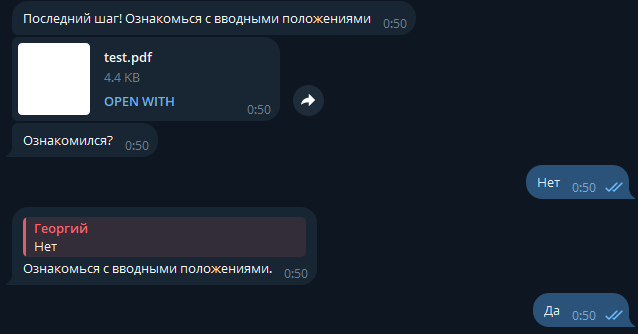 Последний шаг! Ознакомься с вводными положениями 0:50
test.pdf
4.4 KB
OPEN WITH 0:50
Ознакомился? 0:50
Нет 0:50
Георгий
Нет
Ознакомься с вводными положениями. 0:50
Да 0:50